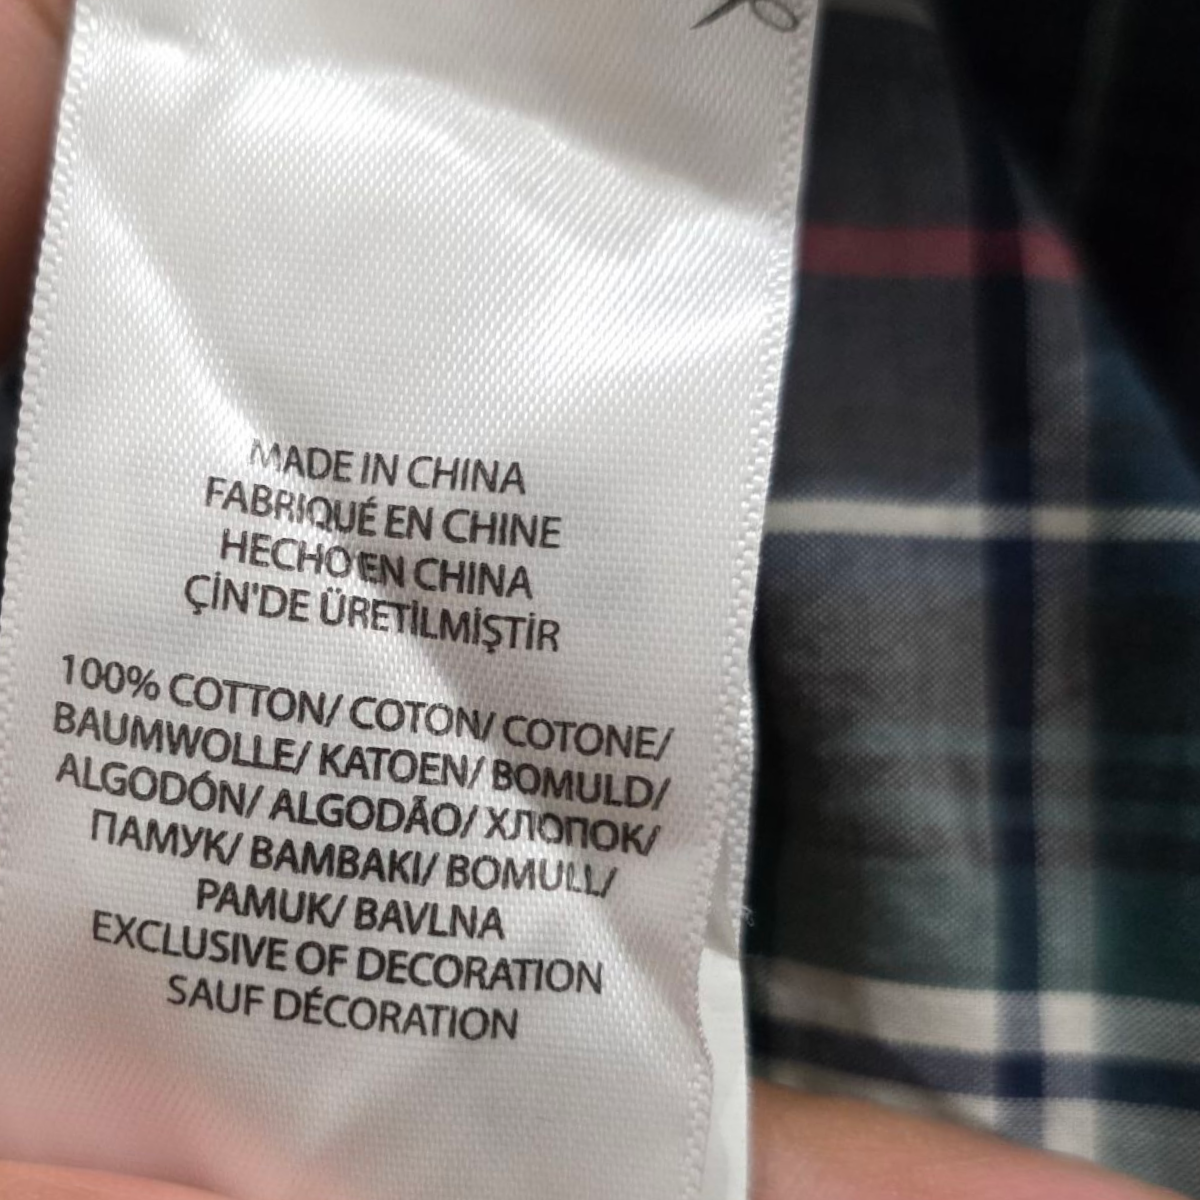 MADE IN CHINA
FABRIQUÉ EN CHINE
HECHO EN CHINA
ÇİN'DE ÜRETİLMİŞTİR
100% COTTON/ COTON/ COTONE/
BAUMWOLLE/ KATOEN/ BOMULD/
ALGODÓN/ ALGODÃO/ ХЛОПОК/
ПАМУК/ BAMBAKI/ BOMULL/
PAMUK/ BAVLNA
EXCLUSIVE OF DECORATION
SAUF DÉCORATION